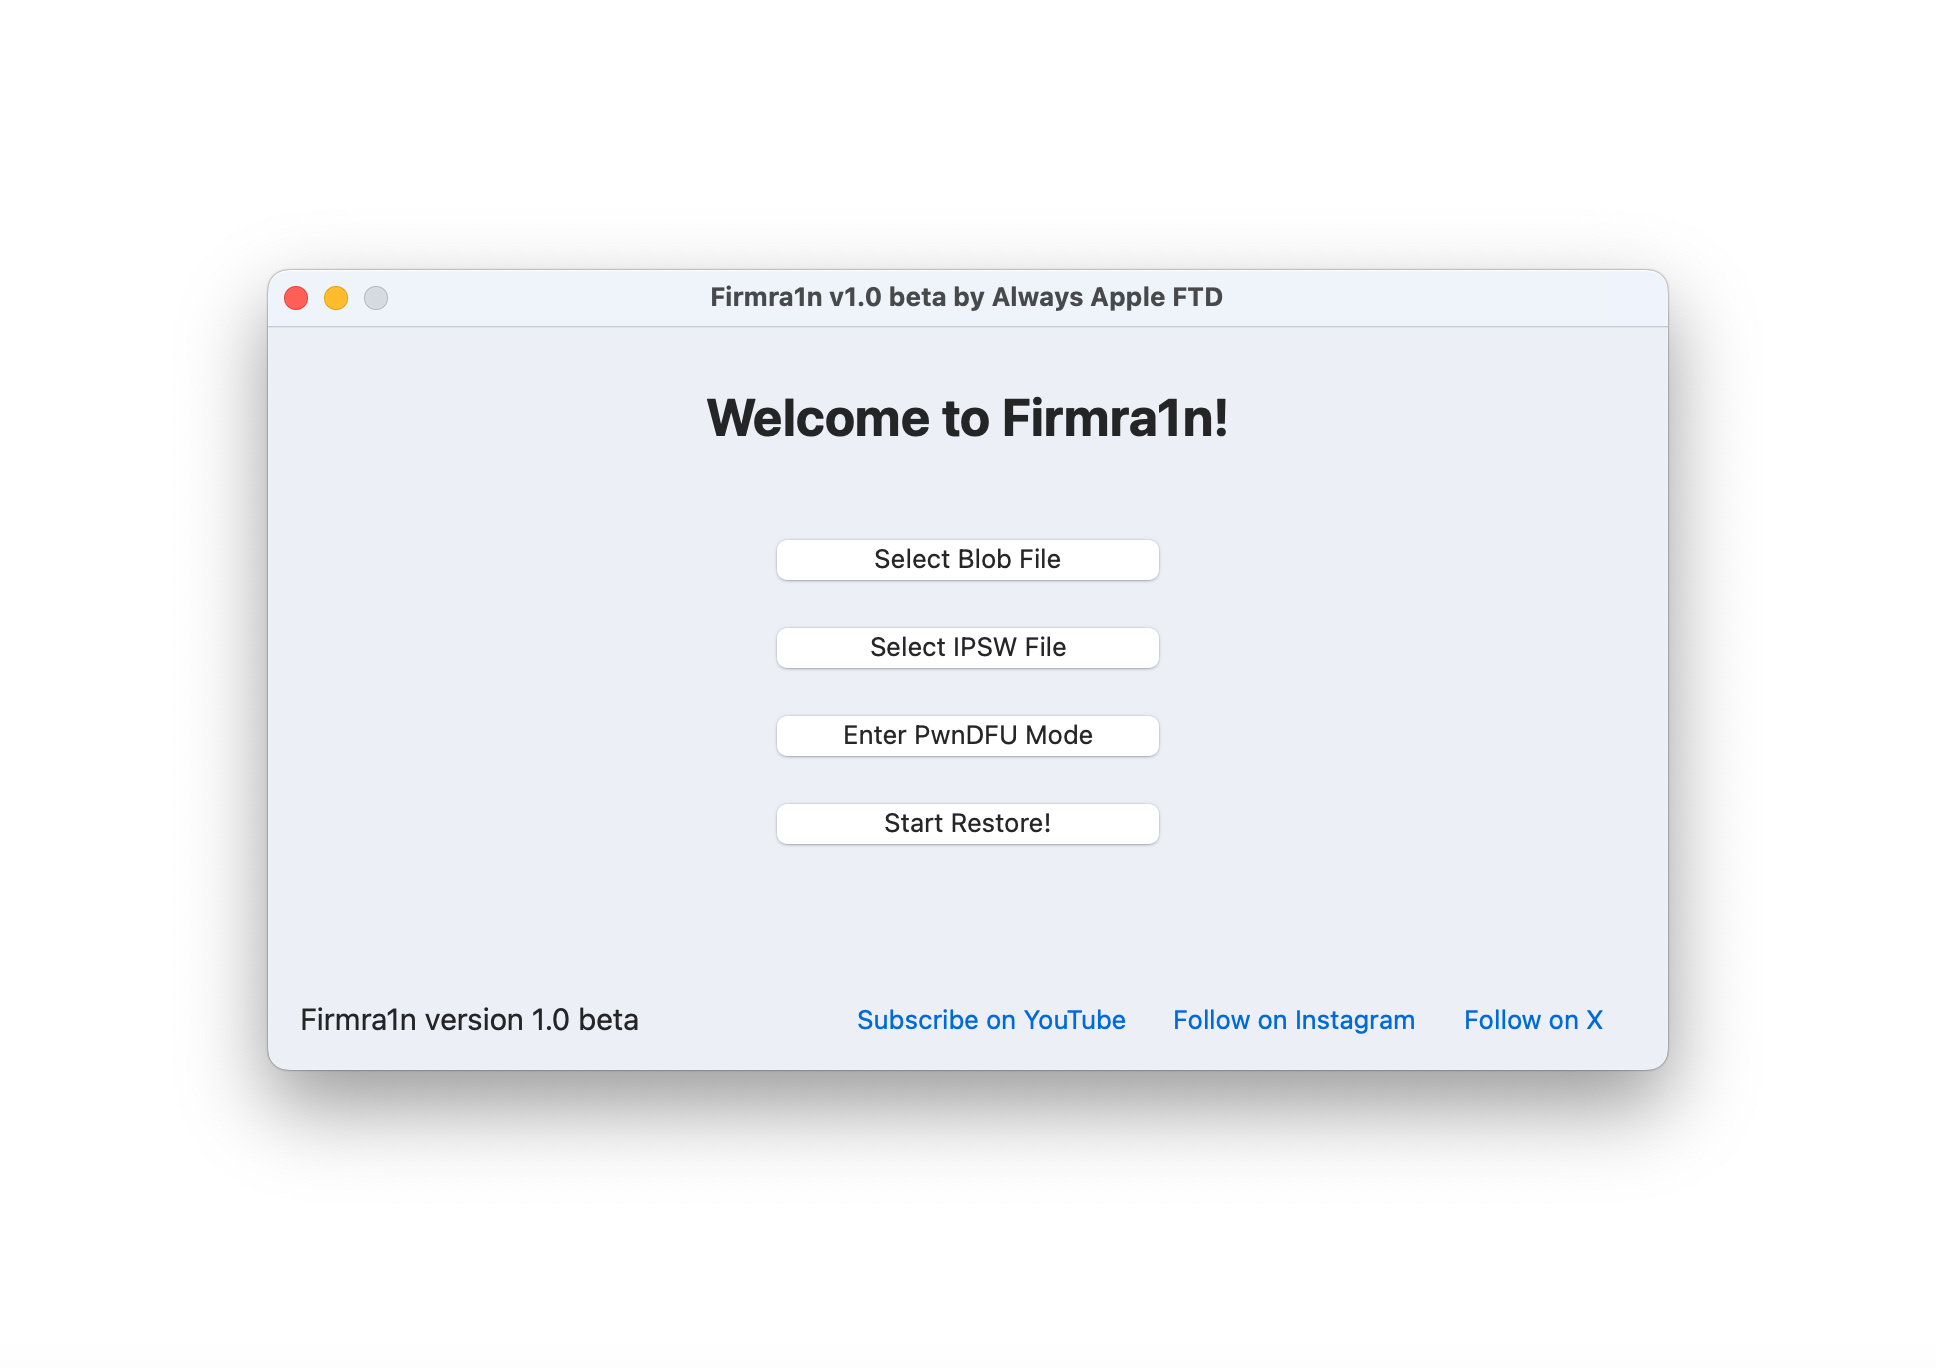 Firmra1n v1.0 beta by Always Apple FTD
Welcome to Firmra1n!
Select Blob File
Select IPSW File
Enter PwnDFU Mode
Start Restore!
Firmra1n version 1.0 beta
Subscribe on YouTube
Follow on Instagram
Follow on X